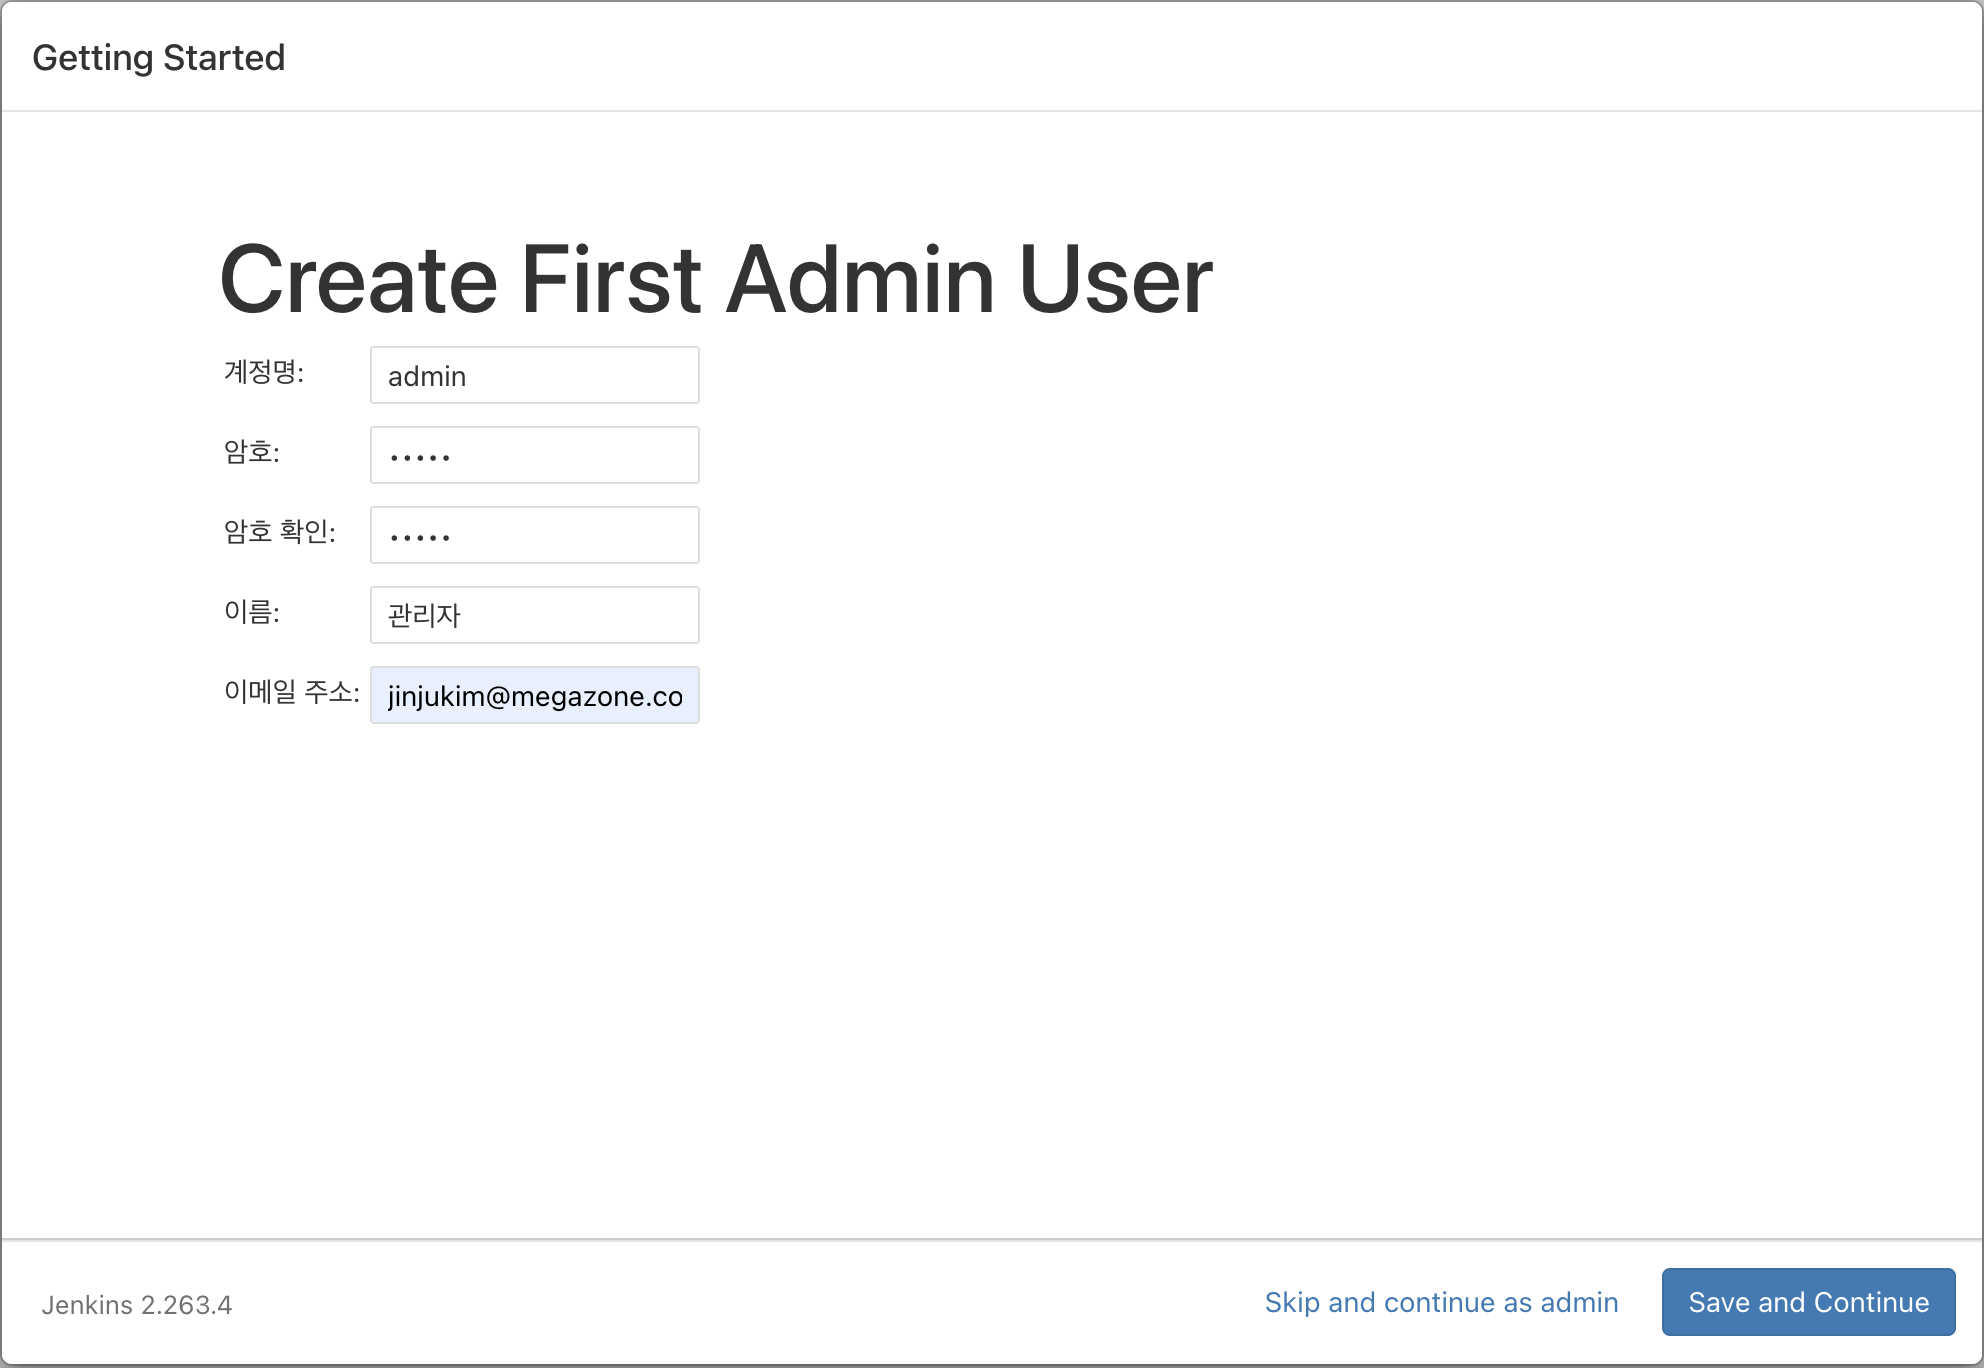 Getting Started
Create First Admin User
계정명: admin
암호: •••••
암호 확인: •••••
이름: 관리자
이메일 주소: jinjukim@megazone.co
Jenkins 2.263.4 Skip and continue as admin Save and Continue